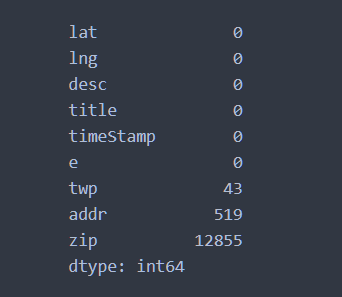 lat 0
lng 0
desc 0
title 0
timeStamp 0
e 0
twp 43
addr 519
zip 12855
dtype: int64